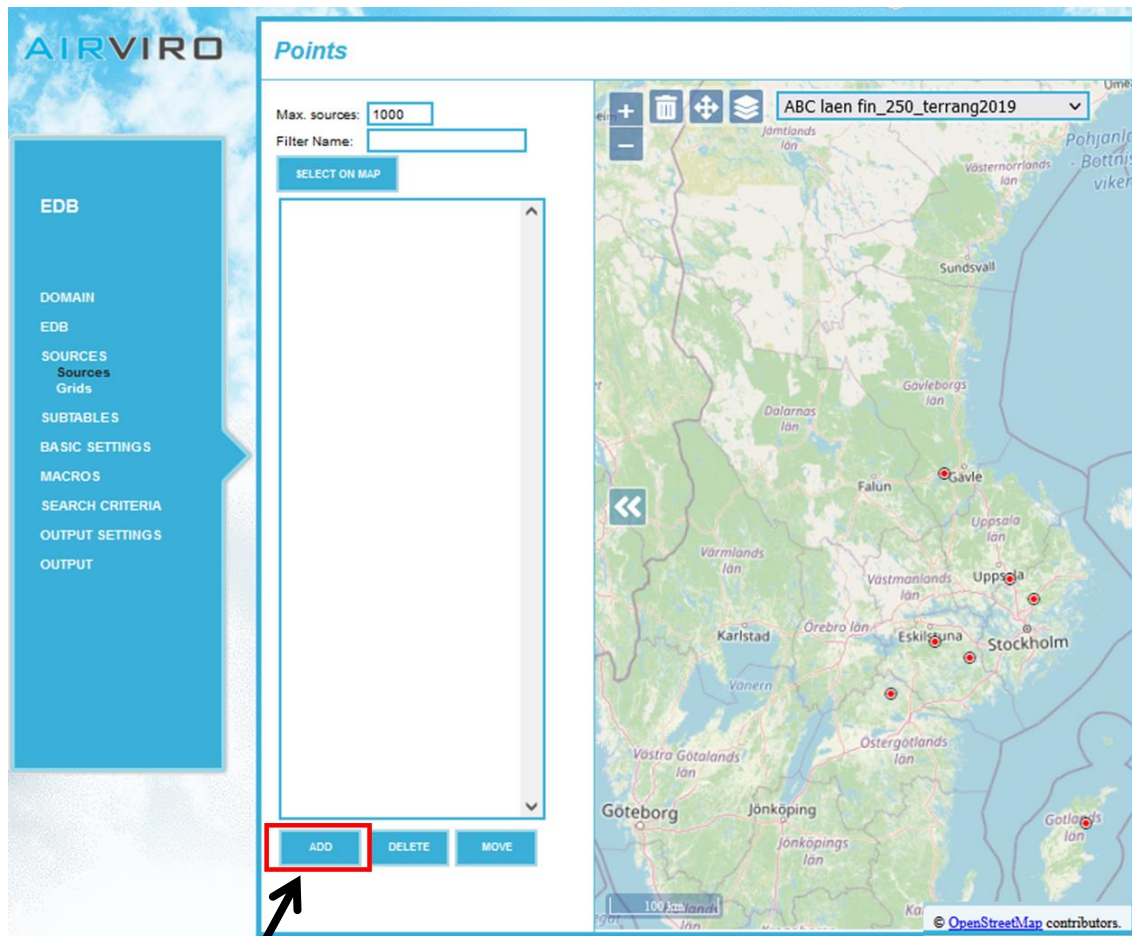 AIRVIRO
Points
EDB
DOMAIN
EDB
SOURCES
Sources
Grids
SUBTABLES
BASIC SETTINGS
MACROS
SEARCH CRITERIA
OUTPUT SETTINGS
OUTPUT
Max. sources: 1000
Filter Name:
SELECT ON MAP
ADD DELETE MOVE
+
−
ABC laen fin_250_terrang2019
Jämtlands
län
Västernorrlands
län
- Bottnis
viken
Sundsvall
Gävleborgs
län
Dalarnas
län
Falun
Gävle
Uppsala
län
Värmlands
län
Västmanlands
län
Uppsala
Karlstad
Örebro län
Eskilstuna
Stockholm
Vänern
Östergötlands
län
Västra Götalands
län
Göteborg
Jönköping
Gotlands
län
Jönköpings
län
100 km
© OpenStreetMap contributors.